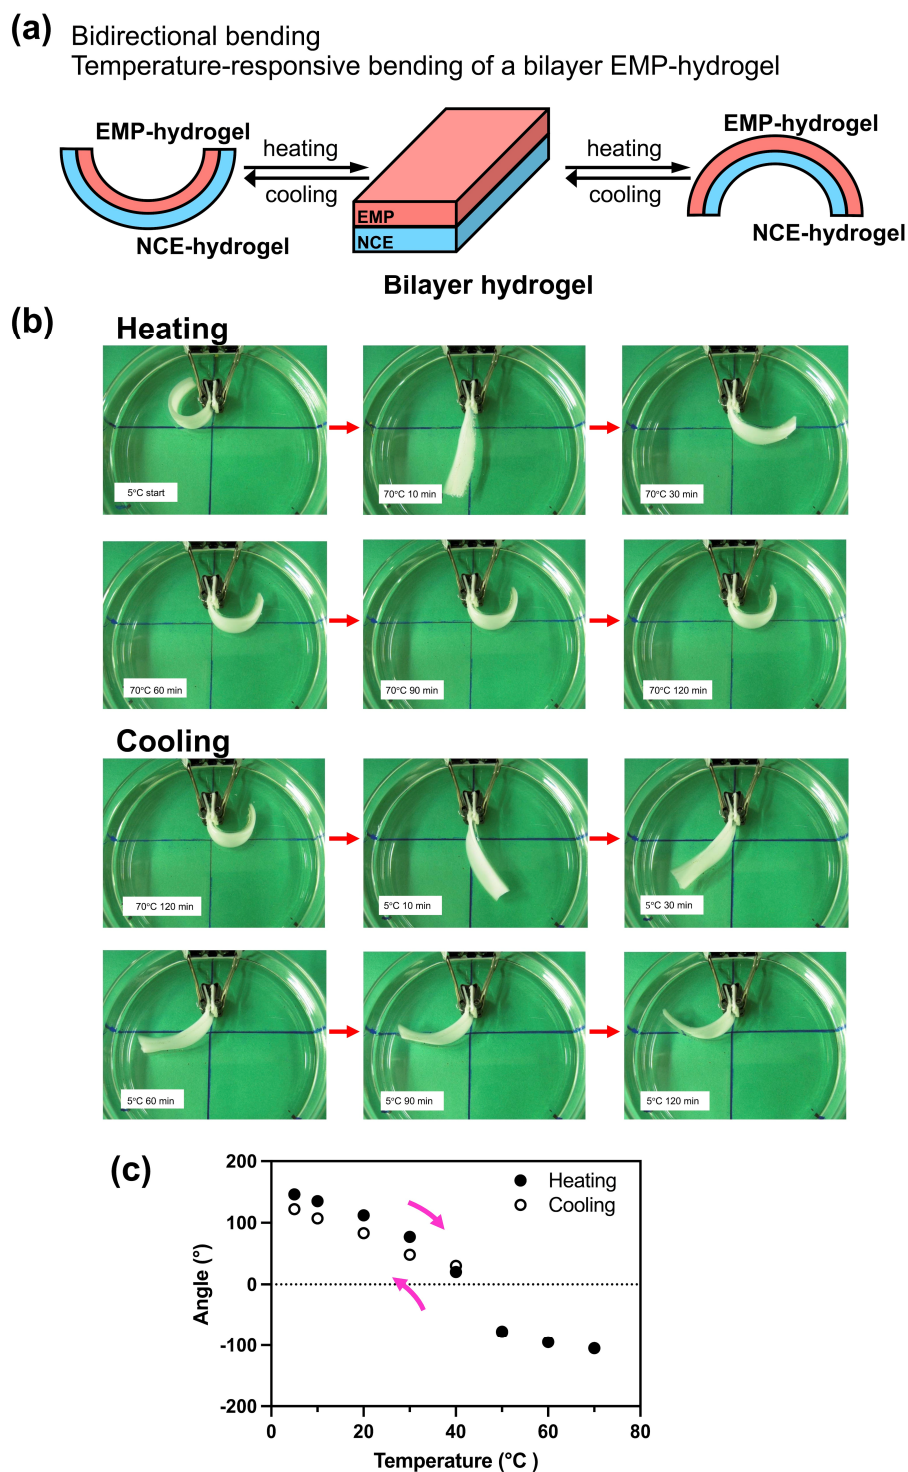 (a)
Bidirectional bending
Temperature-responsive bending of a bilayer EMP-hydrogel
EMP-hydrogel
NCE-hydrogel
heating
cooling
EMP
NCE
Bilayer hydrogel
heating
cooling
EMP-hydrogel
NCE-hydrogel
(b)
Heating
5°C start
70°C 10 min
70°C 30 min
70°C 60 min
70°C 90 min
70°C 120 min
Cooling
70°C 120 min
5°C 10 min
5°C 30 min
5°C 60 min
5°C 90 min
5°C 120 min
(c)
200
100
0
-100
-200
Angle (°)
Heating
Cooling
0
20
40
60
80
Temperature (°C )